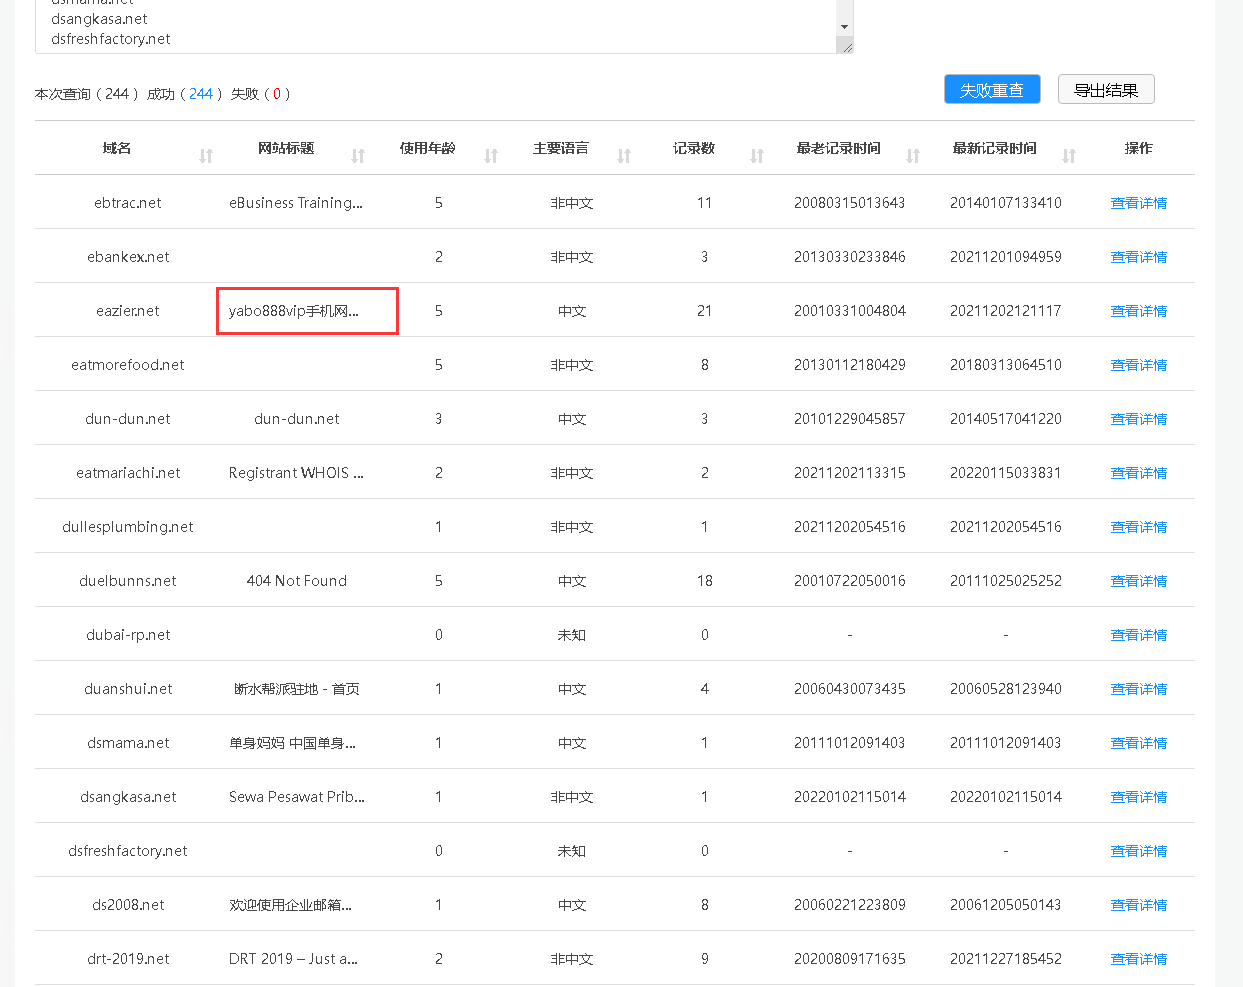 dsmama.net
dsangkasa.net
dsfreshfactory.net
本次查询（244） 成功（244） 失败（0）
失败重查
导出结果
域名 网站标题 使用年龄 主要语言 记录数 最老记录时间 最新记录时间 操作
ebtrac.net eBusiness Training... 5 非中文 11 20080315013643 20140107133410 查看详情
ebankex.net 2 非中文 3 20130330233846 20211201094959 查看详情
eazier.net yabo888vip手机网... 5 中文 21 20010331004804 20211202121117 查看详情
eatmorefood.net 5 非中文 8 20130112180429 20180313064510 查看详情
dun-dun.net dun-dun.net 3 中文 3 20101229045857 20140517041220 查看详情
eatmariachi.net Registrant WHOIS ... 2 非中文 2 20211202113315 20220115033831 查看详情
dullesplumbing.net 1 非中文 1 20211202054516 20211202054516 查看详情
duelbunns.net 404 Not Found 5 中文 18 20010722050016 20111025025252 查看详情
dubai-rp.net 0 未知 0 - - 查看详情
duanshui.net 断水帮派驻地 - 首页 1 中文 4 20060430073435 20060528123940 查看详情
dsmama.net 单身妈妈 中国单身... 1 中文 1 20111012091403 20111012091403 查看详情
dsangkasa.net Sewa Pesawat Prib... 1 非中文 1 20220102115014 20220102115014 查看详情
dsfreshfactory.net 0 未知 0 - - 查看详情
ds2008.net 欢迎使用企业邮箱... 1 中文 8 20060221223809 20061205050143 查看详情
drt-2019.net DRT 2019 – Just a... 2 非中文 9 20200809171635 20211227185452 查看详情